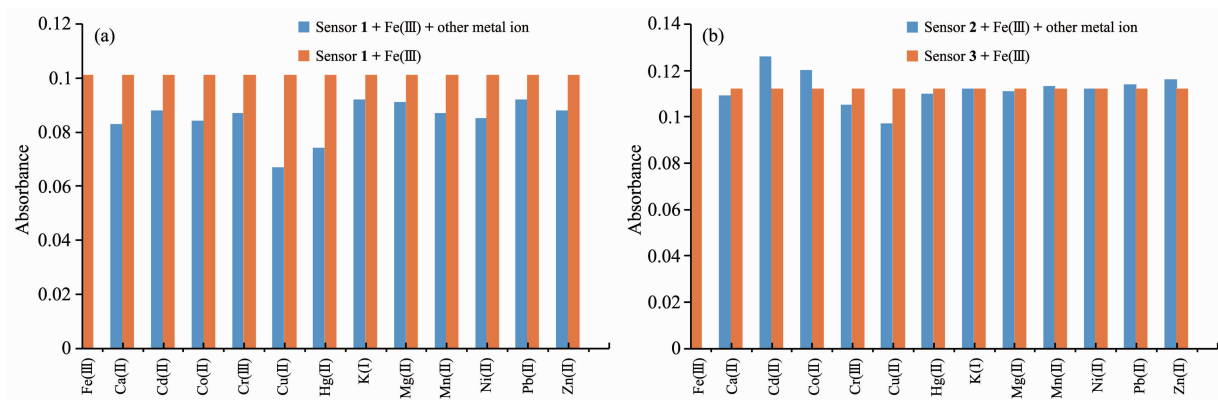 (a)
Sensor 1 + Fe(Ⅲ) + other metal ion
Sensor 1 + Fe(Ⅲ)
Absorbance
0.12
0.1
0.08
0.06
0.04
0.02
0
Fe(Ⅲ)
Ca(Ⅱ)
Cd(Ⅱ)
Co(Ⅱ)
Cr(Ⅲ)
Cu(Ⅱ)
Hg(Ⅱ)
K(Ⅰ)
Mg(Ⅱ)
Mn(Ⅱ)
Ni(Ⅱ)
Pb(Ⅱ)
Zn(Ⅱ)
(b)
Sensor 2 + Fe(Ⅲ) + other metal ion
Sensor 3 + Fe(Ⅲ)
Absorbance
0.14
0.12
0.1
0.08
0.06
0.04
0.02
0
Fe(Ⅲ)
Ca(Ⅱ)
Cd(Ⅱ)
Co(Ⅱ)
Cr(Ⅲ)
Cu(Ⅱ)
Hg(Ⅱ)
K(Ⅰ)
Mg(Ⅱ)
Mn(Ⅱ)
Ni(Ⅱ)
Pb(Ⅱ)
Zn(Ⅱ)